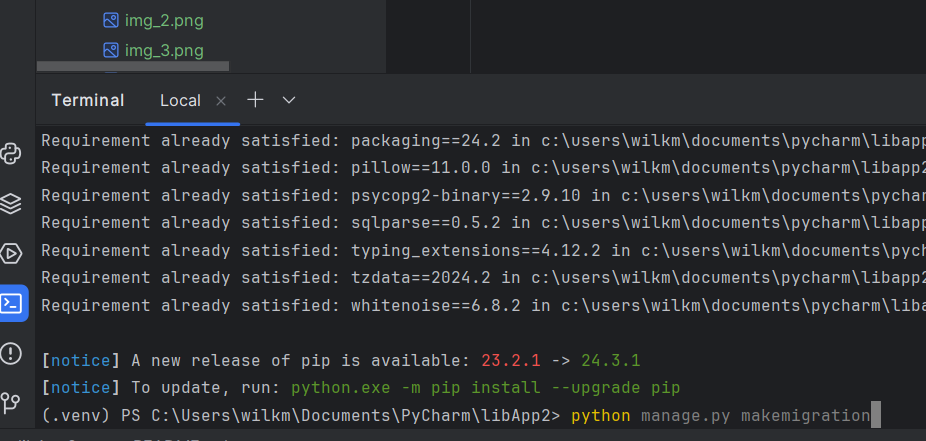 img_2.png
img_3.png
Terminal Local
Requirement already satisfied: packaging==24.2 in c:\users\wilkm\documents\pycharm\libapp
Requirement already satisfied: pillow==11.0.0 in c:\users\wilkm\documents\pycharm\libapp2
Requirement already satisfied: psycopg2-binary==2.9.10 in c:\users\wilkm\documents\pychar
Requirement already satisfied: sqlparse==0.5.2 in c:\users\wilkm\documents\pycharm\libapp
Requirement already satisfied: typing_extensions==4.12.2 in c:\users\wilkm\documents\pych
Requirement already satisfied: tzdata==2024.2 in c:\users\wilkm\documents\pycharm\libapp2
Requirement already satisfied: whitenoise==6.8.2 in c:\users\wilkm\documents\pycharm\liba
[notice] A new release of pip is available: 23.2.1 -> 24.3.1
[notice] To update, run: python.exe -m pip install --upgrade pip
(.venv) PS C:\Users\wilkm\Documents\PyCharm\libApp2> python manage.py makemigration